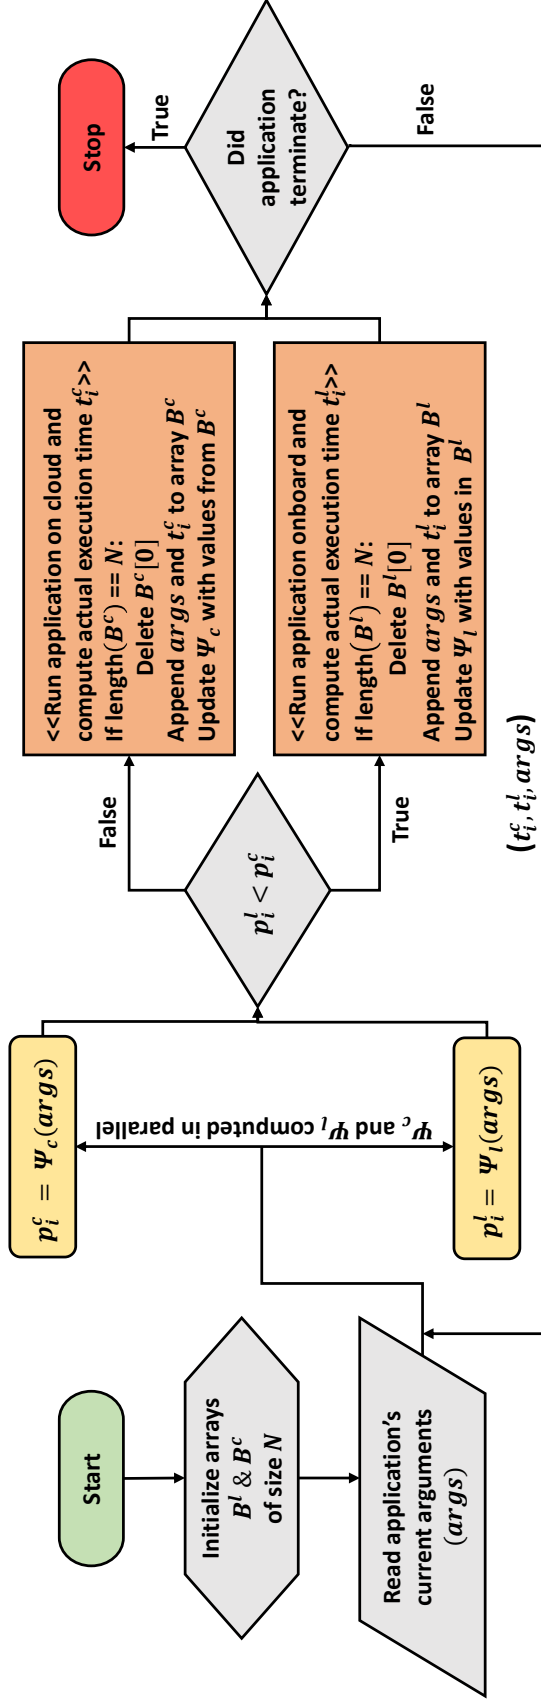 Start
Initialize arrays
B^l & B^c
of size N
Read application's
current arguments
(args)
p_i^c = Ψ_c(args)
Ψ_c and Ψ_l computed in parallel
p_i^l = Ψ_l(args)
p_i^l < p_i^c
False
True
<<Run application on cloud and
compute actual execution time t_i^c>>
If length(B^c) == N:
Delete B^c[0]
Append args and t_i^c to array B^c
Update Ψ_c with values from B^c
<<Run application onboard and
compute actual execution time t_i^l>>
If length(B^l) == N:
Delete B^l[0]
Append args and t_i^l to array B^l
Update Ψ_l with values in B^l
(t_i^c, t_i^l, args)
Did
application
terminate?
True
False
Stop